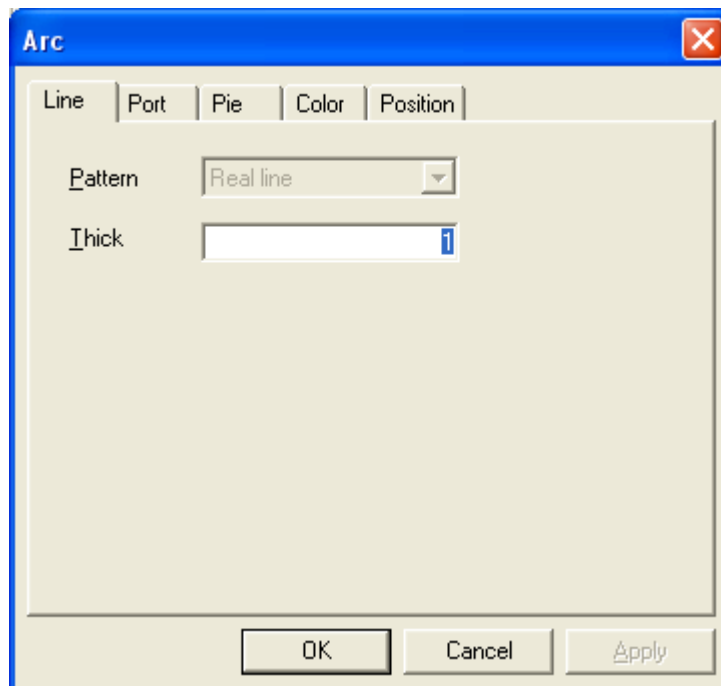 Arc
Line Port Pie Color Position
Pattern Real line
Thick 1
OK Cancel Apply